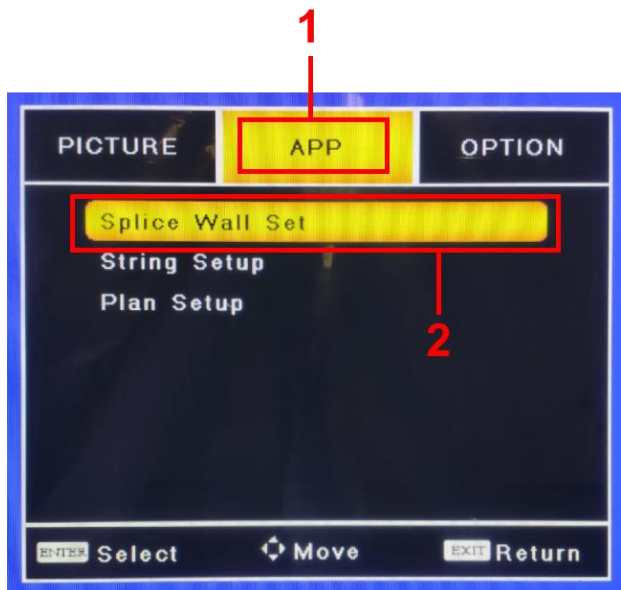 1
PICTURE APP OPTION
Splice Wall Set
String Setup
Plan Setup
2
ENTER Select Move EXIT Return